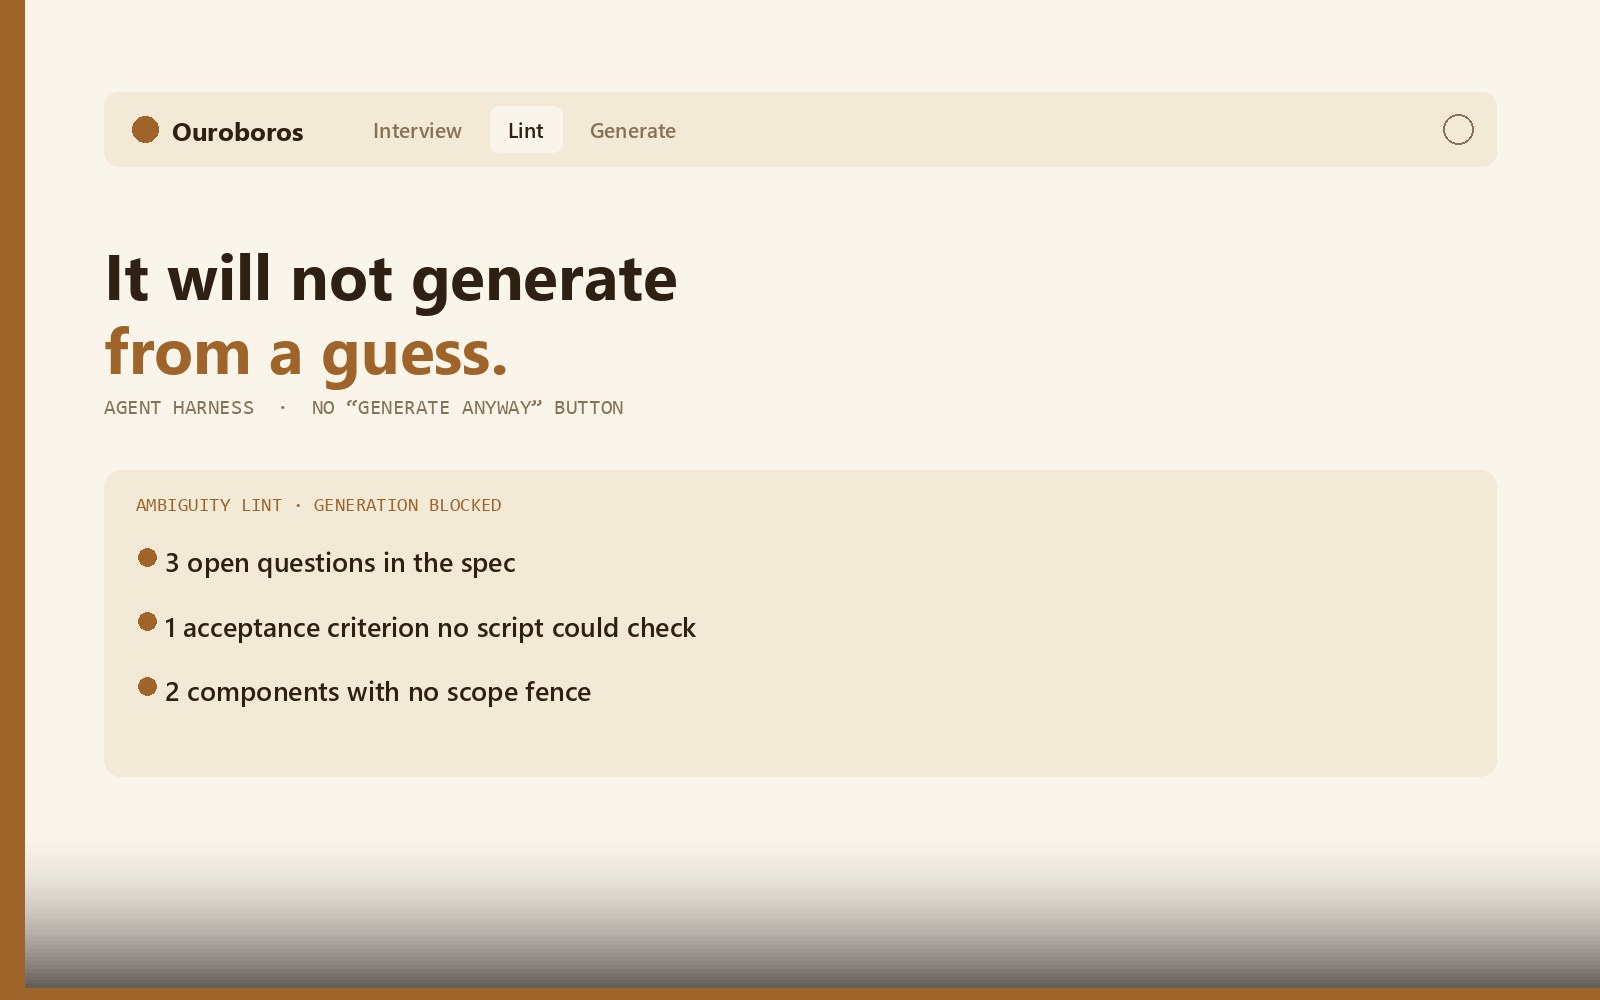 Ouroboros Interview Lint Generate
It will not generate
from a guess.
AGENT HARNESS · NO “GENERATE ANYWAY” BUTTON
AMBIGUITY LINT · GENERATION BLOCKED
3 open questions in the spec
1 acceptance criterion no script could check
2 components with no scope fence